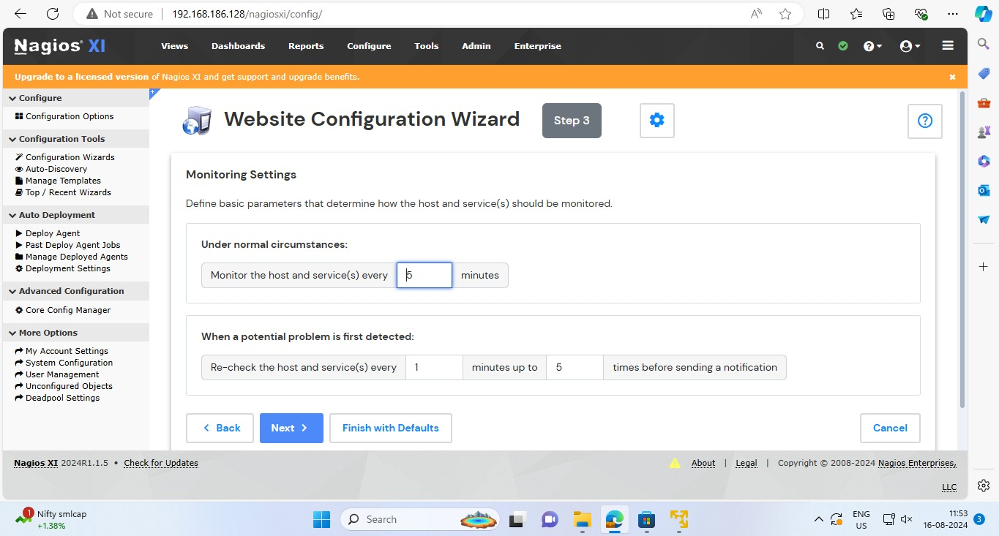 Not secure 192.168.186.128/nagiosxi/config/
Nagios® XI Views Dashboards Reports Configure Tools Admin Enterprise
Upgrade to a licensed version of Nagios XI and get support and upgrade benefits.
Configure
Configuration Options
Configuration Tools
Configuration Wizards
Auto-Discovery
Manage Templates
Top / Recent Wizards
Auto Deployment
Deploy Agent
Past Deploy Agent Jobs
Manage Deployed Agents
Deployment Settings
Advanced Configuration
Core Config Manager
More Options
My Account Settings
System Configuration
User Management
Unconfigured Objects
Deadpool Settings
Website Configuration Wizard Step 3
Monitoring Settings
Define basic parameters that determine how the host and service(s) should be monitored.
Under normal circumstances:
Monitor the host and service(s) every 5 minutes
When a potential problem is first detected:
Re-check the host and service(s) every 1 minutes up to 5 times before sending a notification
Back Next Finish with Defaults Cancel
Nagios XI 2024R1.1.5 • Check for Updates About | Legal | Copyright © 2008-2024 Nagios Enterprises,
LLC
1 Nifty smlcap
+1.38%
Search
ENG
US
11:53
16-08-2024
3